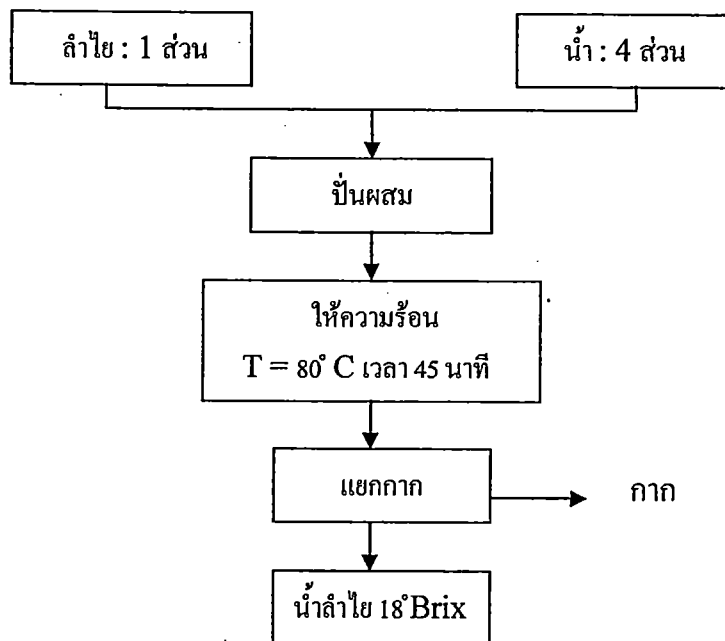 ลำไย : 1 ส่วน
น้ำ : 4 ส่วน
ปั่นผสม
ให้ความร้อน
T = 80° C เวลา 45 นาที
แยกกาก
กาก
น้ำลำไย 18°Brix